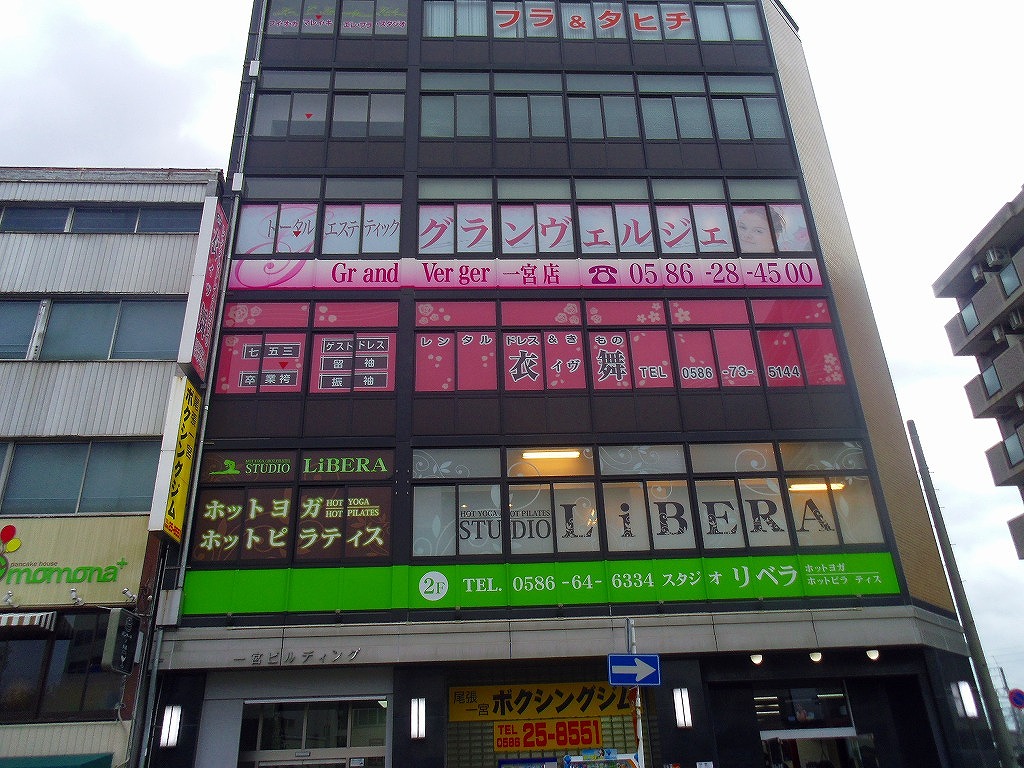 フラ&タヒチ
トータル エステティック グランヴェルジェ
Grand Verger 一宮店 ☎0586-28-4500
七五三
卒業袴
ゲストドレス
留袖
振袖
レンタル ドレス&きもの
衣 イヴ 舞 TEL 0586-73-5144
STUDIO LiBERA
ホットヨガ HOT YOGA
HOT PILATES
ホットピラティス
HOT YOGA HOT PILATES
STUDIO LiBERA
2F TEL. 0586-64-6334 スタジオ リベラ ホットヨガ
ホットピラティス
一宮ビルディング
尾張
一宮 ボクシングジム
TEL
0586 25-8551
ボクシングジム
pancake house
momona+